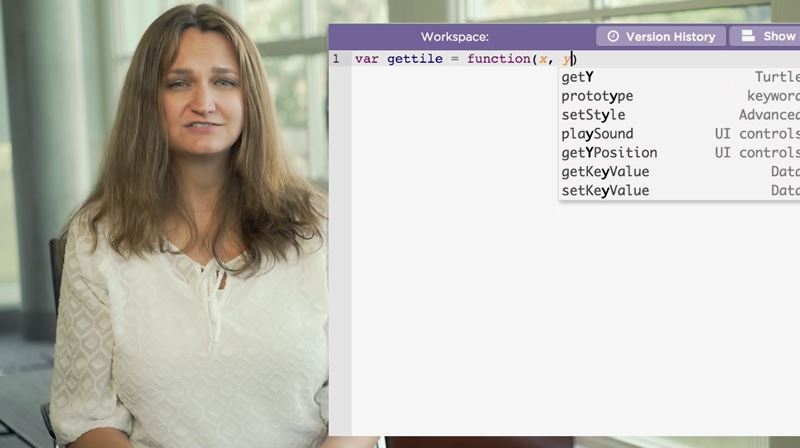 Workspace: Version History Show
1 var gettile = function(x, y)
getY Turtle
prototype keyword
setStyle Advanced
playSound UI controls
getYPosition UI controls
getKeyValue Data
setKeyValue Data